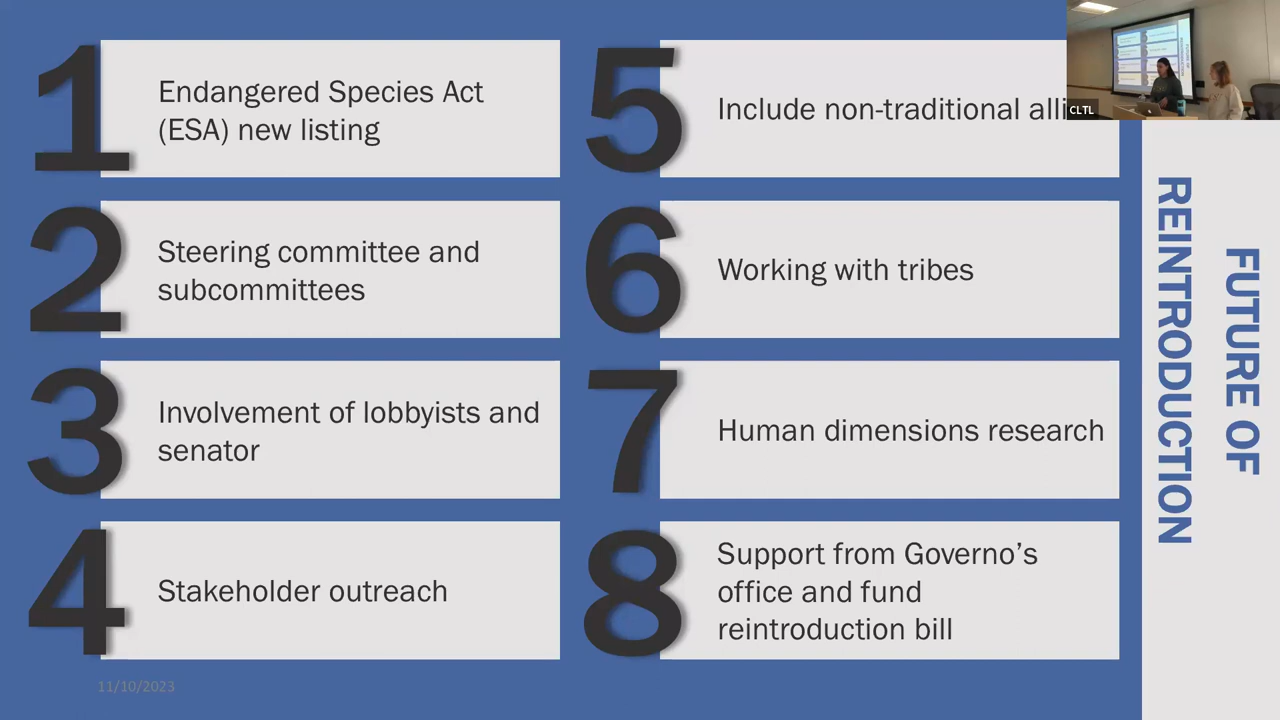 1
Endangered Species Act
(ESA) new listing
2
Steering committee and
subcommittees
3
Involvement of lobbyists and
senator
4
Stakeholder outreach
5
Include non-traditional alli
6
Working with tribes
7
Human dimensions research
8
Support from Governo’s
office and fund
reintroduction bill
FUTURE OF
REINTRODUCTION
11/10/2023
CLTL